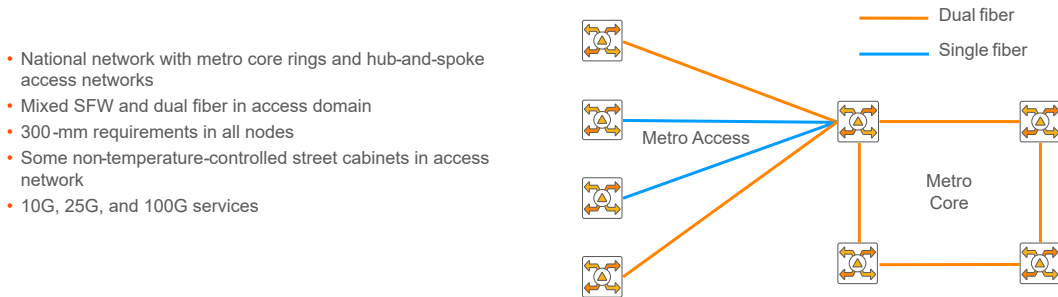 • National network with metro core rings and hub-and-spoke
access networks
• Mixed SFW and dual fiber in access domain
• 300-mm requirements in all nodes
• Some non-temperature-controlled street cabinets in access
network
• 10G, 25G, and 100G services
Dual fiber
Single fiber
Metro Access
Metro
Core